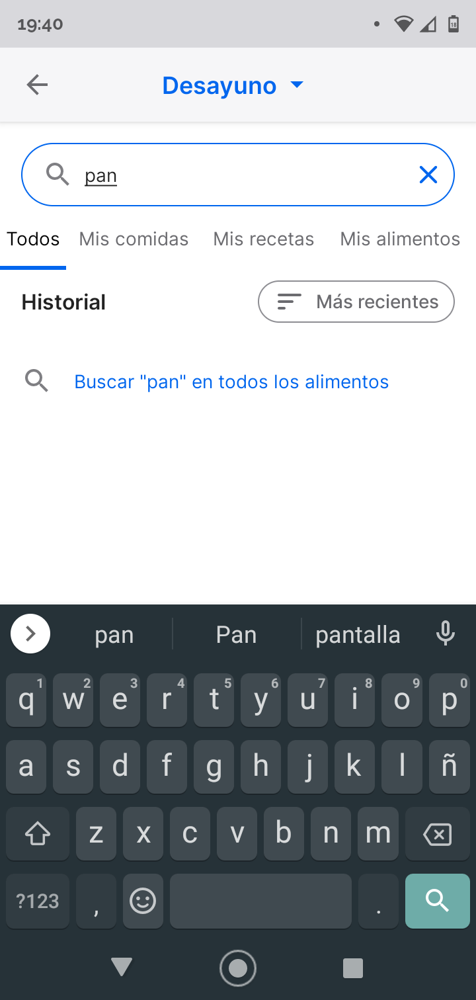 19:40
18
Desayuno
pan
Todos Mis comidas Mis recetas Mis alimentos
Historial Más recientes
Buscar "pan" en todos los alimentos
pan Pan pantalla
q1 w2 e3 r4 t5 y6 u7 i8 o9 p0
a s d f g h j k l ñ
z x c v b n m
?123 , .